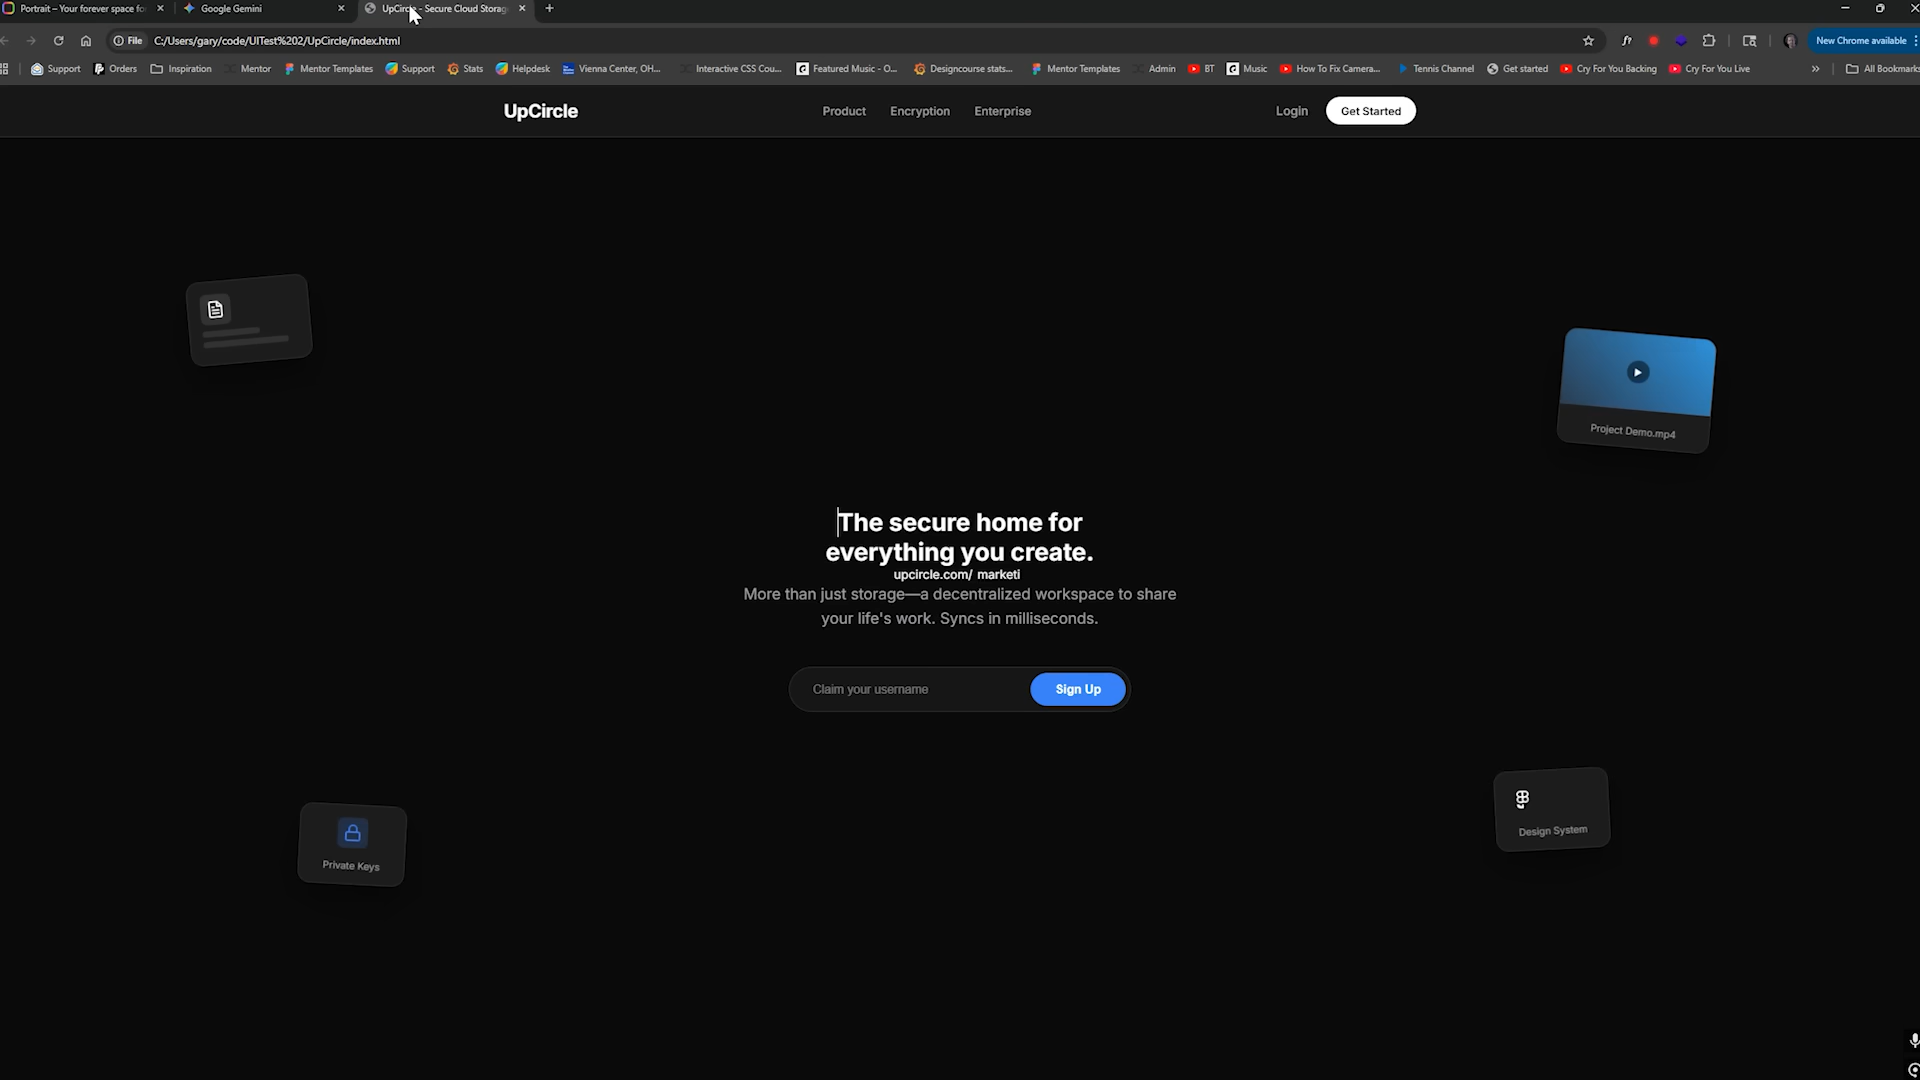 Portrait – Your forever space fo
Google Gemini
UpCircle - Secure Cloud Storag
File
C:/Users/gary/code/UITest%202/UpCircle/index.html
New Chrome available
Support
Orders
Inspiration
Mentor
Mentor Templates
Support
Stats
Helpdesk
Vienna Center, OH...
Interactive CSS Cou...
Featured Music - O...
Designcourse stats...
Mentor Templates
Admin
BT
Music
How To Fix Camera...
Tennis Channel
Get started
Cry For You Backing
Cry For You Live
»
All Bookmarks
UpCircle
Product
Encryption
Enterprise
Login
Get Started
Project Demo.mp4
The secure home for
everything you create.
upcircle.com/ marketi
More than just storage—a decentralized workspace to share
your life's work. Syncs in milliseconds.
Claim your username
Sign Up
Design System
Private Keys